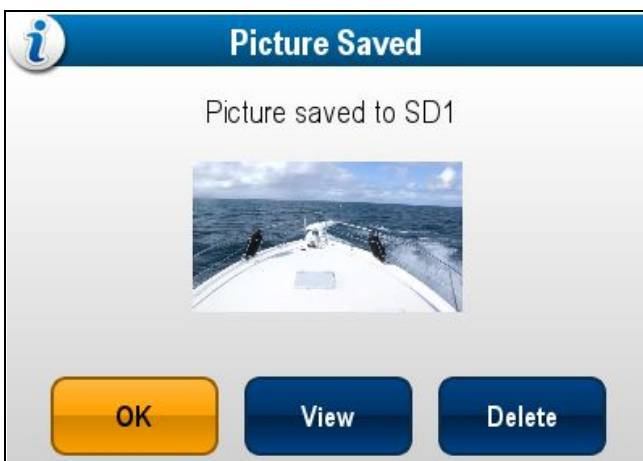 i
Picture Saved
Picture saved to SD1
OK
View
Delete